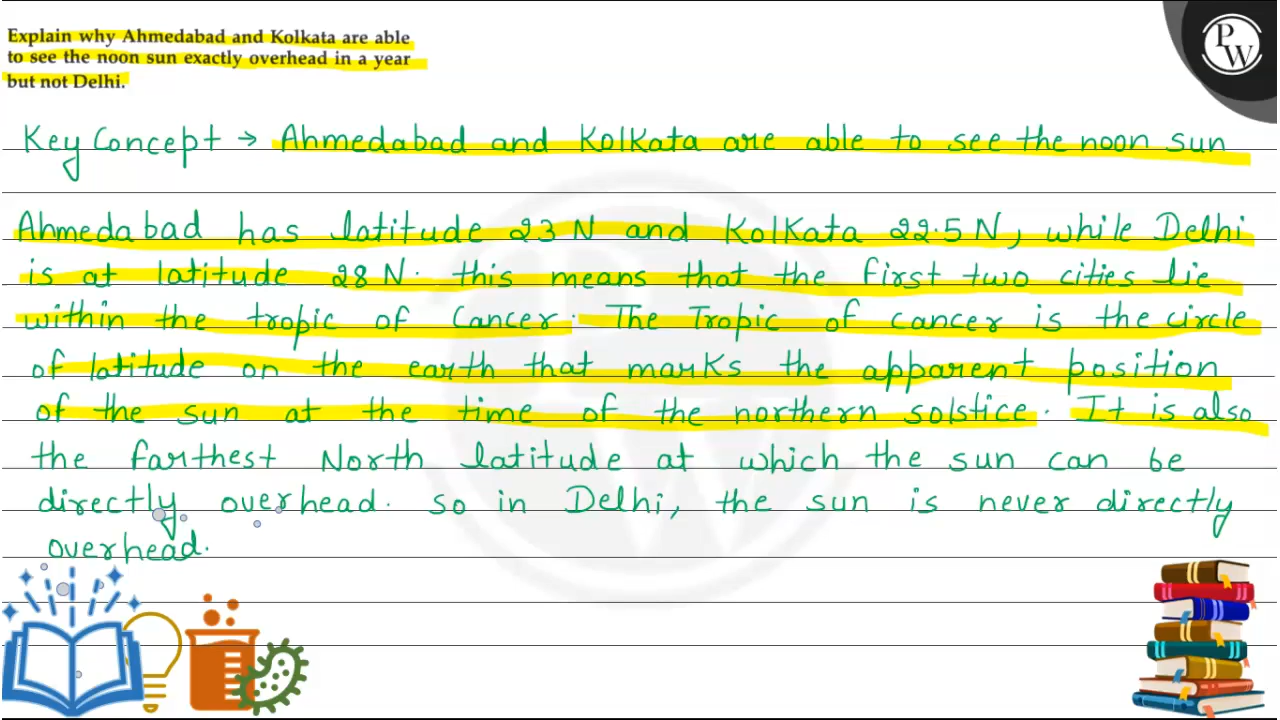 Explain why Ahmedabad and Kolkata are able
to see the noon sun exactly overhead in a year
but not Delhi.
PW
Key Concept → Ahmedabad and Kolkata are able to see the noon sun
Ahmedabad has latitude 23 N and Kolkata 22.5 N, while Delhi
is at latitude 28 N. this means that the first two cities lie
within the tropic of Cancer. The Tropic of cancer is the circle
of latitude on the earth that marks the apparent position
of the sun at the time of the northern solstice. It is also
the farthest North latitude at which the sun can be
directly overhead. so in Delhi, the sun is never directly
overhead.